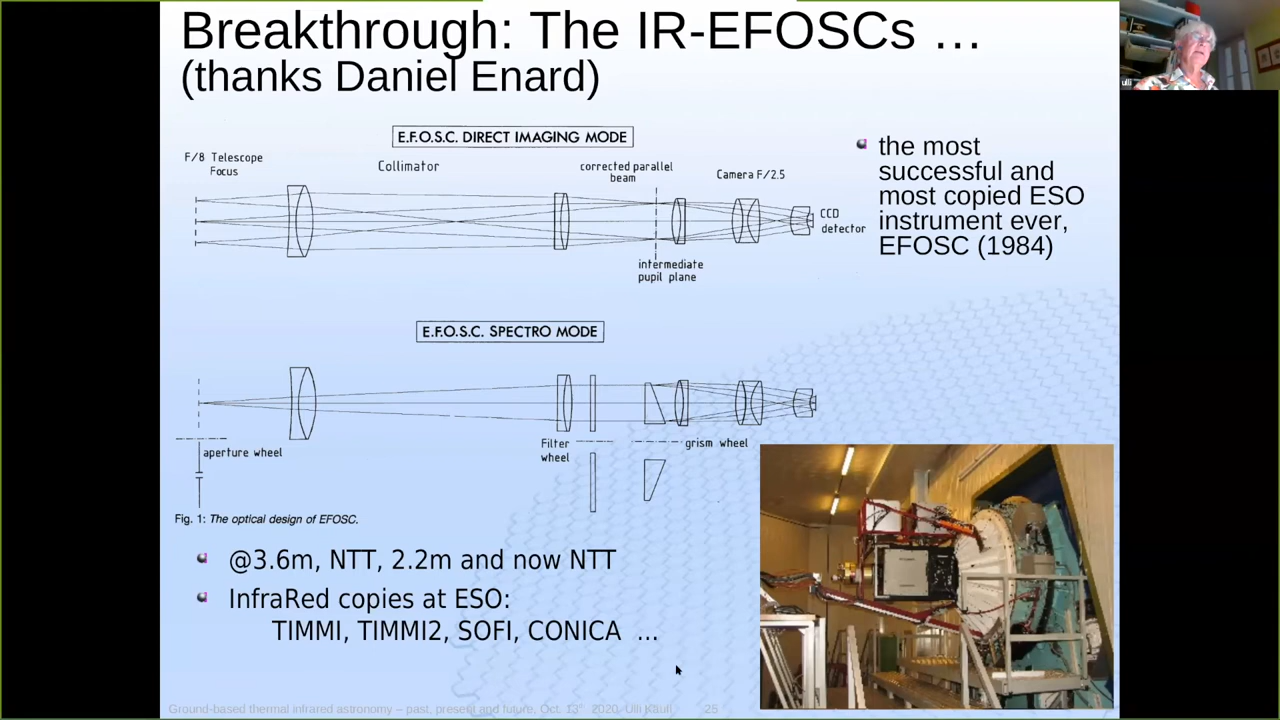 Breakthrough: The IR-EFOSCs …
(thanks Daniel Enard)
E.F.O.S.C. DIRECT IMAGING MODE
F/8 Telescope
Focus
Collimator
corrected parallel
beam
Camera F/2.5
CCD
detector
intermediate
pupil plane
the most
successful and
most copied ESO
instrument ever,
EFOSC (1984)
E.F.O.S.C. SPECTRO MODE
aperture wheel
Filter
wheel
grism wheel
Fig. 1: The optical design of EFOSC.
@3.6m, NTT, 2.2m and now NTT
InfraRed copies at ESO:
TIMMI, TIMMI2, SOFI, CONICA …
Ground-based thermal infrared astronomy – past, present and future, Oct. 13th 2020, Ulli Käufl 25
ulli